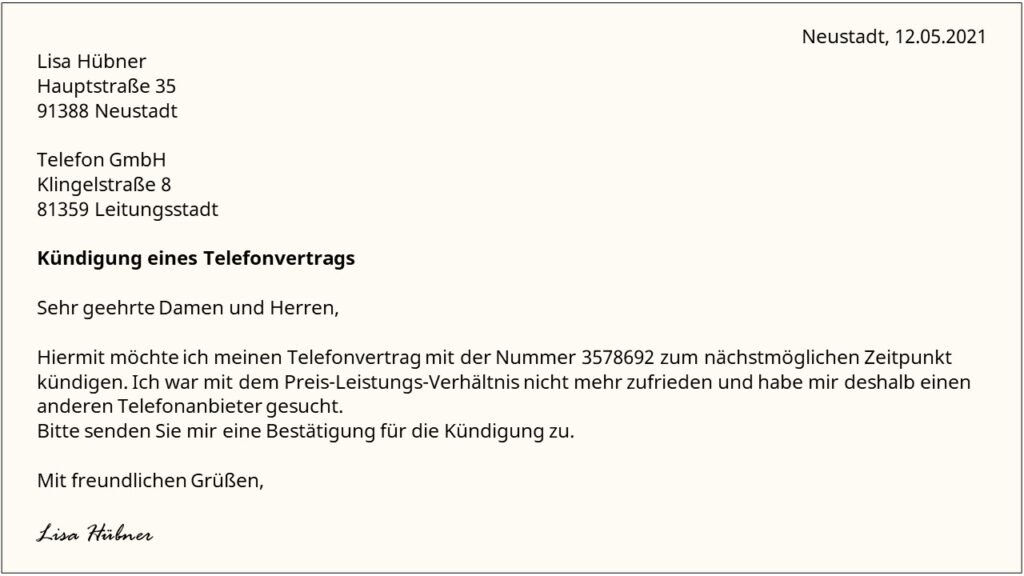 Neustadt, 12.05.2021
Lisa Hübner
Hauptstraße 35
91388 Neustadt
Telefon GmbH
Klingelstraße 8
81359 Leitungsstadt
Kündigung eines Telefonvertrags
Sehr geehrte Damen und Herren,
Hiermit möchte ich meinen Telefonvertrag mit der Nummer 3578692 zum nächstmöglichen Zeitpunkt
kündigen. Ich war mit dem Preis-Leistungs-Verhältnis nicht mehr zufrieden und habe mir deshalb einen
anderen Telefonanbieter gesucht.
Bitte senden Sie mir eine Bestätigung für die Kündigung zu.
Mit freundlichen Grüßen,
Lisa Hübner